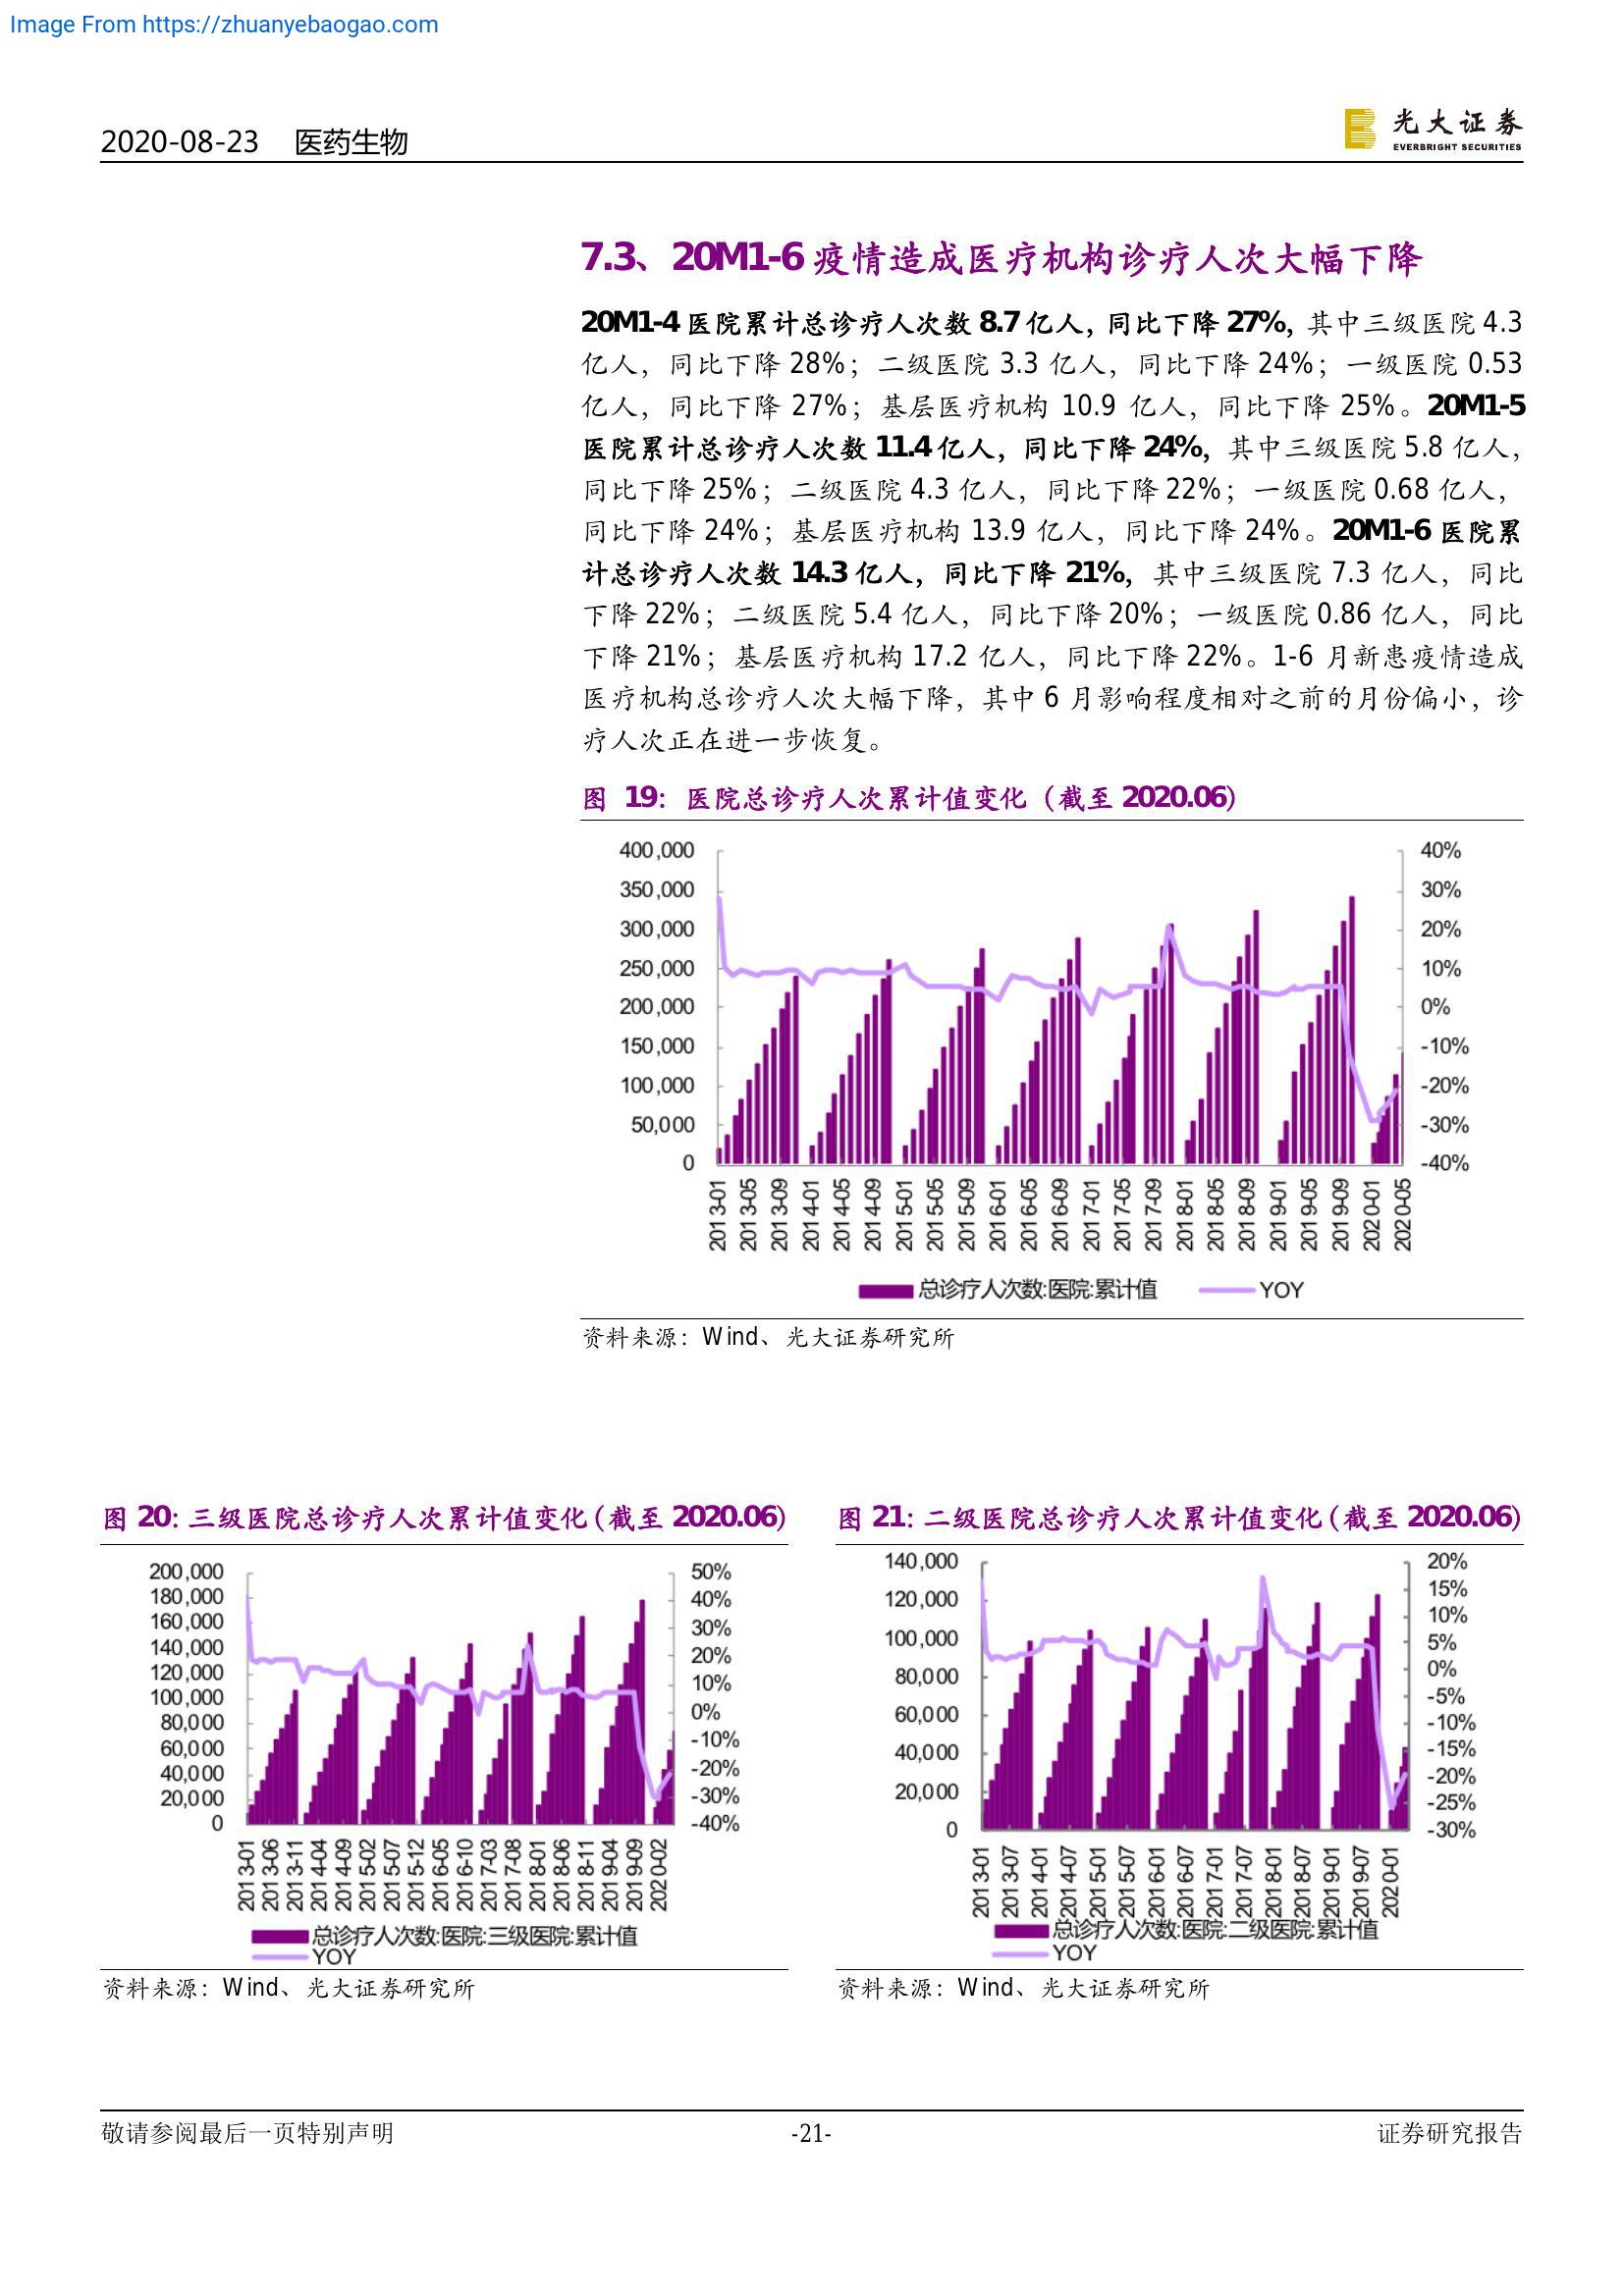 Image From https://zhuanyebaogao.com
2020-08-23 医药生物
光大证券
EVERBRIGHT SECURITIES
7.3、20M1-6 疫情造成医疗机构诊疗人次大幅下降
20M1-4 医院累计总诊疗人次数 8.7 亿人，同比下降 27%，其中三级医院 4.3
亿人，同比下降 28%；二级医院 3.3 亿人，同比下降 24%；一级医院 0.53
亿人，同比下降 27%；基层医疗机构 10.9 亿人，同比下降 25%。20M1-5
医院累计总诊疗人次数 11.4 亿人，同比下降 24%，其中三级医院 5.8 亿人，
同比下降 25%；二级医院 4.3 亿人，同比下降 22%；一级医院 0.68 亿人，
同比下降 24%；基层医疗机构 13.9 亿人，同比下降 24%。20M1-6 医院累
计总诊疗人次数 14.3 亿人，同比下降 21%，其中三级医院 7.3 亿人，同比
下降 22%；二级医院 5.4 亿人，同比下降 20%；一级医院 0.86 亿人，同比
下降 21%；基层医疗机构 17.2 亿人，同比下降 22%。1-6 月新患疫情造成
医疗机构总诊疗人次大幅下降，其中 6 月影响程度相对之前的月份偏小，诊
疗人次正在进一步恢复。
图 19：医院总诊疗人次累计值变化（截至 2020.06）
400,000 40%
350,000 30%
300,000 20%
250,000 10%
200,000 0%
150,000 -10%
100,000 -20%
50,000 -30%
0 -40%
2013-01 2013-05 2013-09 2014-01 2014-05 2014-09 2015-01 2015-05 2015-09 2016-01 2016-05 2016-09 2017-01 2017-05 2017-09 2018-01 2018-05 2018-09 2019-01 2019-05 2019-09 2020-01 2020-05
总诊疗人次数:医院:累计值 YOY
资料来源：Wind、光大证券研究所
图 20：三级医院总诊疗人次累计值变化（截至 2020.06）
200,000 50%
180,000 40%
160,000 30%
140,000 20%
120,000 10%
100,000 0%
80,000 -10%
60,000 -20%
40,000 -30%
20,000 -40%
0
2013-01 2013-06 2013-11 2014-04 2014-09 2015-02 2015-07 2015-12 2016-05 2016-10 2017-03 2017-08 2018-01 2018-06 2018-11 2019-04 2019-09 2020-02
总诊疗人次数:医院:三级医院:累计值
YOY
资料来源：Wind、光大证券研究所
图 21：二级医院总诊疗人次累计值变化（截至 2020.06）
140,000 20%
120,000 15%
100,000 10%
80,000 5%
60,000 0%
40,000 -5%
20,000 -10%
0 -15%
-20%
-25%
-30%
2013-01 2013-07 2014-01 2014-07 2015-01 2015-07 2016-01 2016-07 2017-01 2017-07 2018-01 2018-07 2019-01 2019-07 2020-01
总诊疗人次数:医院:二级医院:累计值
YOY
资料来源：Wind、光大证券研究所
敬请参阅最后一页特别声明 -21- 证券研究报告